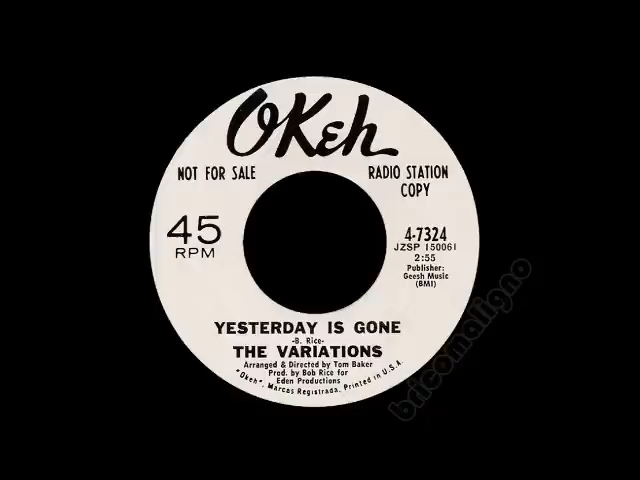 OKeh
NOT FOR SALE
RADIO STATION
COPY
45
RPM
4-7324
JZSP 150061
2:55
Publisher:
Geesh Music
(BMI)
YESTERDAY IS GONE
-B. Rice-
THE VARIATIONS
Arranged & Directed by Tom Baker
Prod. by Bob Rice for
Eden Productions
"Okeh", Marcas Registrada. Printed in U.S.A.
bricomaligno